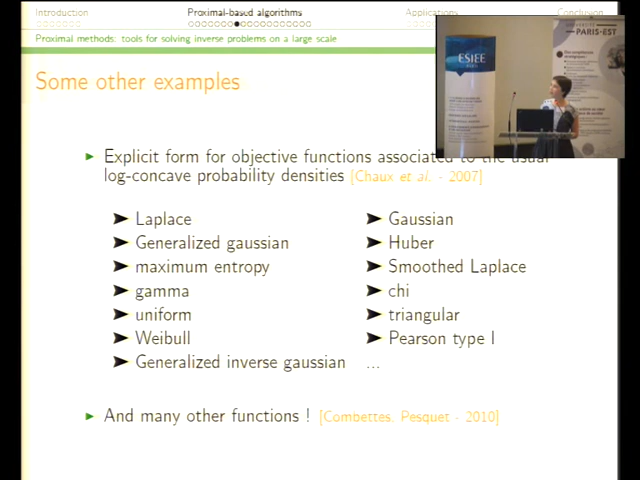 Introduction Proximal-based algorithms Applications Conclusion
Proximal methods: tools for solving inverse problems on a large scale
UNIVERSITÉ
PARIS-EST
ESIEE
PARIS
Some other examples
Explicit form for objective functions associated to the usual
log-concave probability densities [Chaux et al. - 2007]
Laplace
Generalized gaussian
maximum entropy
gamma
uniform
Weibull
Generalized inverse gaussian
Gaussian
Huber
Smoothed Laplace
chi
triangular
Pearson type I
...
And many other functions ! [Combettes, Pesquet - 2010]